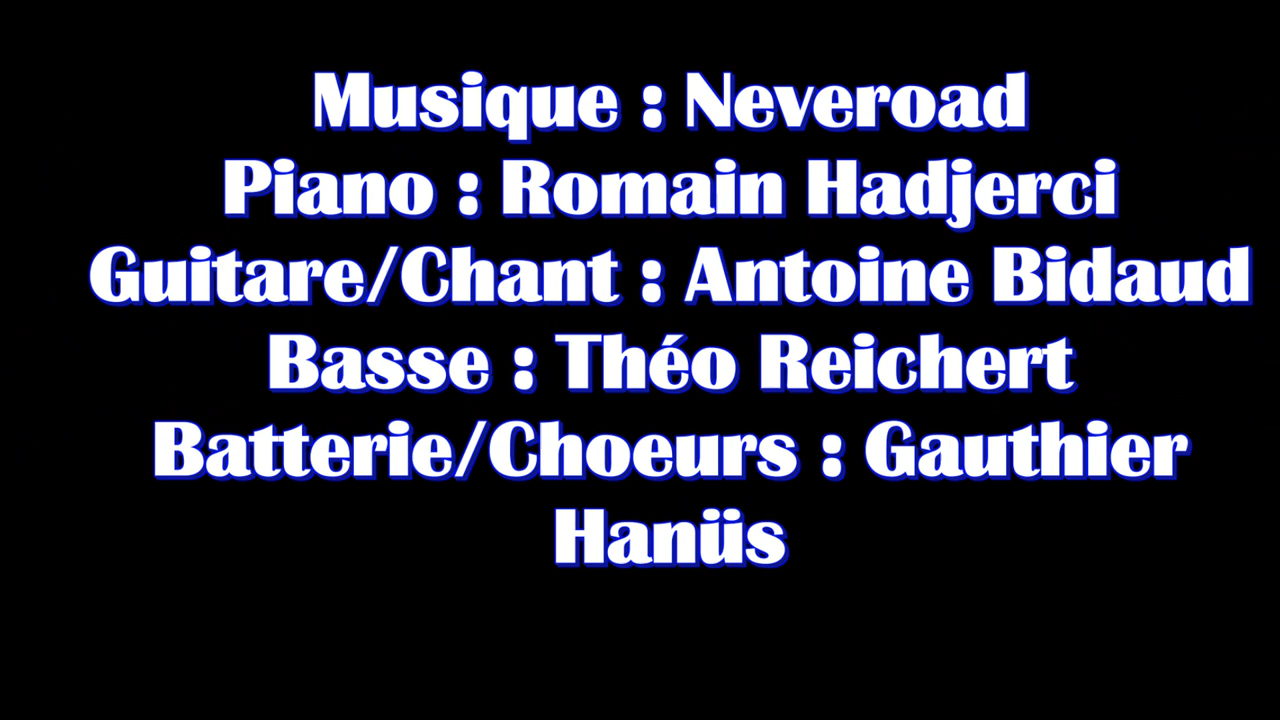 Musique : Neveroad
Piano : Romain Hadjerci
Guitare/Chant : Antoine Bidaud
Basse : Théo Reichert
Batterie/Choeurs : Gauthier
Hanüs